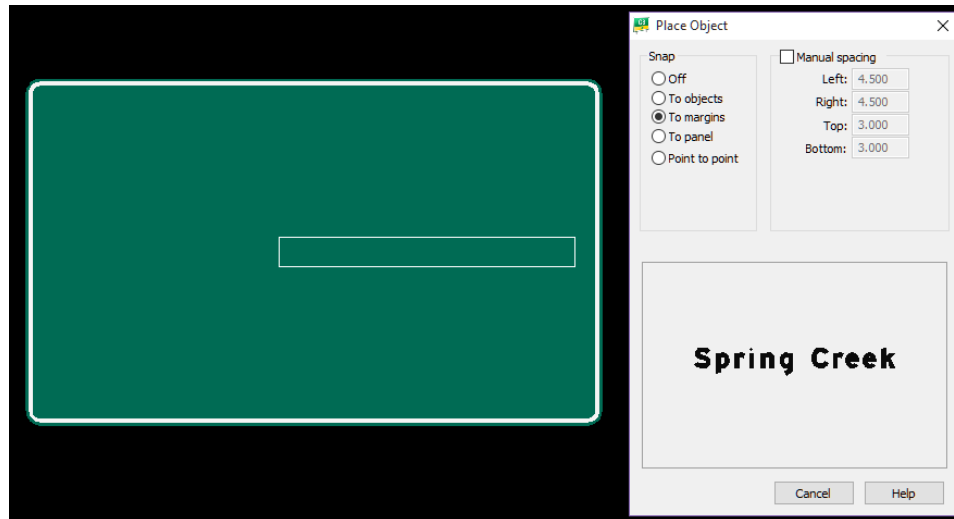 Place Object
Snap
Off
To objects
To margins
To panel
Point to point
Manual spacing
Left: 4.500
Right: 4.500
Top: 3.000
Bottom: 3.000
Spring Creek
Cancel
Help